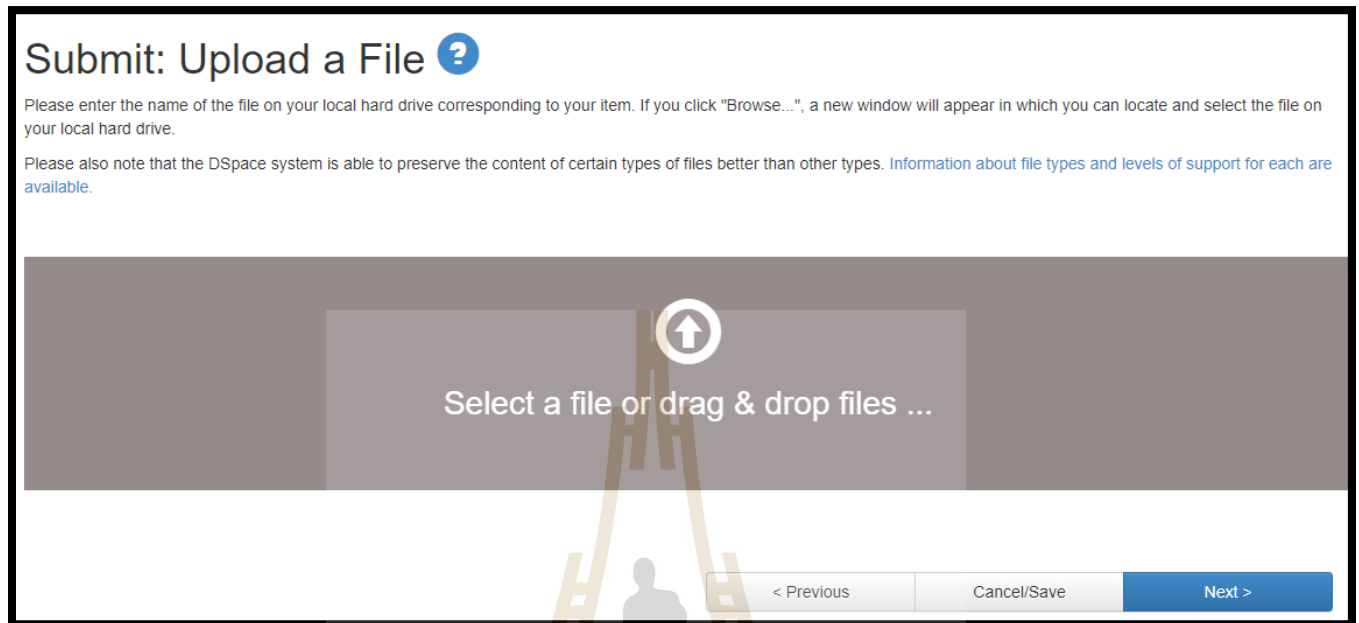 Submit: Upload a File ?
Please enter the name of the file on your local hard drive corresponding to your item. If you click "Browse...", a new window will appear in which you can locate and select the file on
your local hard drive.
Please also note that the DSpace system is able to preserve the content of certain types of files better than other types. Information about file types and levels of support for each are
available.
Select a file or drag & drop files ...
< Previous Cancel/Save Next >